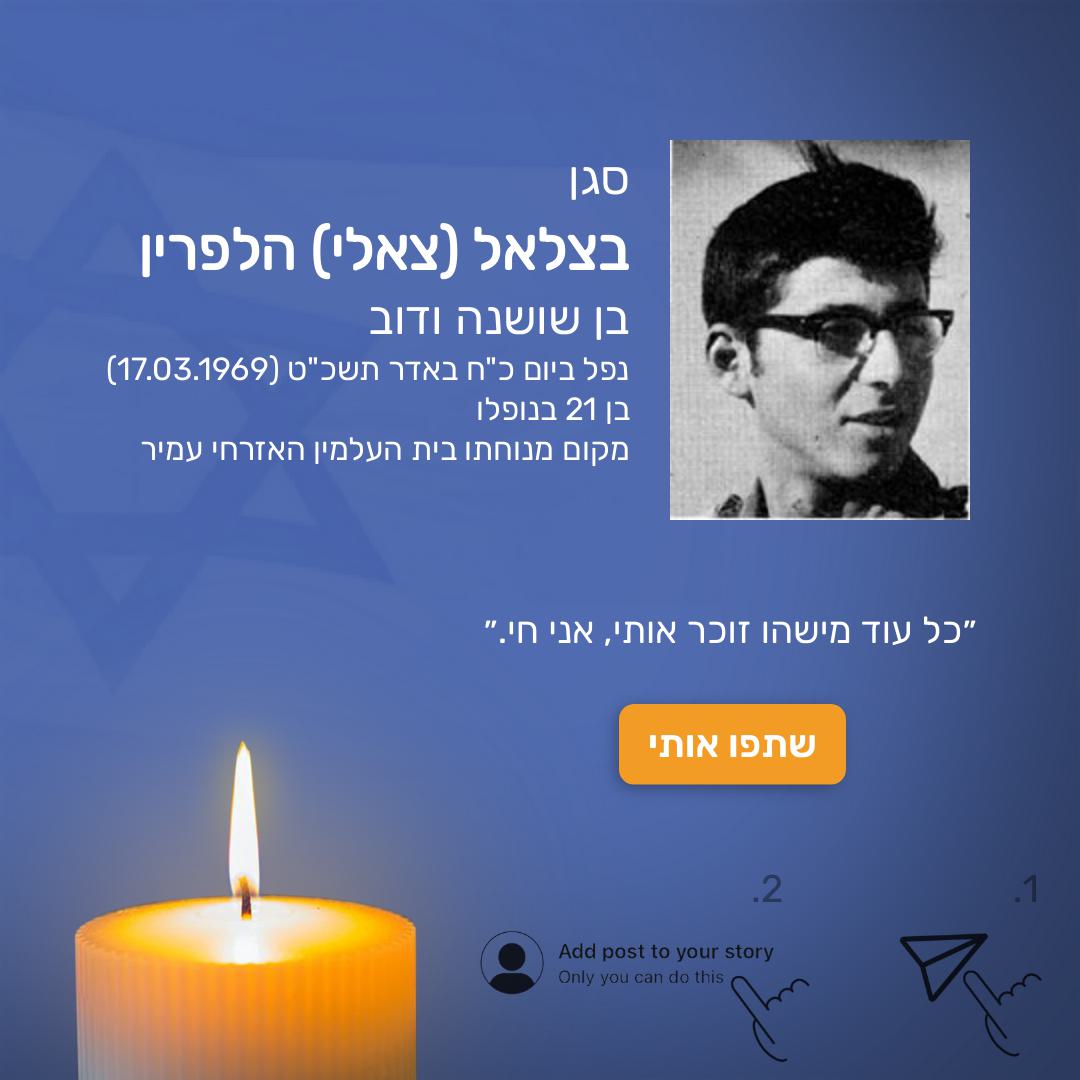 סגן
בצלאל (צאלי) הלפרין
בן שושנה ודוב
נפל ביום כ"ח באדר תשכ"ט (17.03.1969)
בן 21 בנופלו
מקום מנוחתו בית העלמין האזרחי עמיר
״כל עוד מישהו זוכר אותי, אני חי.״
שתפו אותי
1.
2.
Add post to your story
Only you can do this